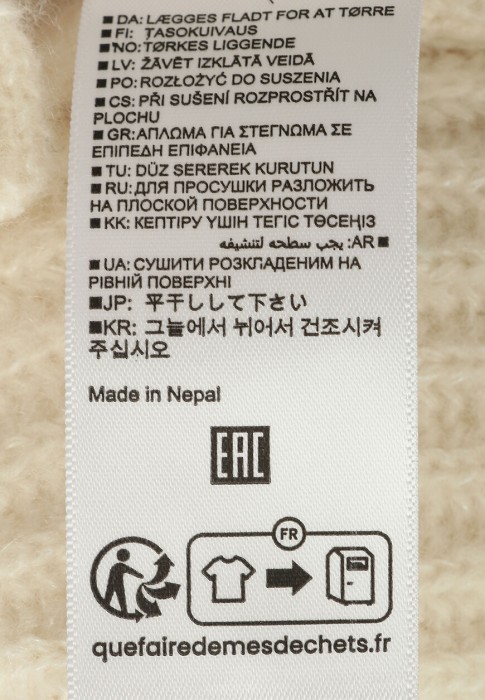 ■ DA: LÆGGES FLADT FOR AT TØRRE
■ FI: TASOKUIVAUS
■ NO: TØRKES LIGGENDE
■ LV: ŽĀVĒT IZKLĀTĀ VEIDĀ
■ PO: ROZŁOŻYĆ DO SUSZENIA
■ CS: PŘI SUŠENÍ ROZPROSTŘÍT NA
PLOCHU
■ GR:ΑΠΛΩΜΑ ΓΙΑ ΣΤΕΓΝΩΜΑ ΣΕ
ΕΠΙΠΕΔΗ ΕΠΙΦΑΝΕΙΑ
■ TU: DÜZ SEREREK KURUTUN
■ RU: ДЛЯ ПРОСУШКИ РАЗЛОЖИТЬ
НА ПЛОСКОЙ ПОВЕРХНОСТИ
■ KK: КЕПТІРУ ҮШІН ТЕГІС ТӨСЕҢІЗ
■ AR: يجب سطحه لتنشيفه
■ UA: СУШИТИ РОЗКЛАДЕНИМ НА
РІВНІЙ ПОВЕРХНІ
■JP: 平干しして下さい
■KR: 그늘에서 뉘어서 건조시켜
주십시오
Made in Nepal
EAC
FR
quefairedemesdechets.fr